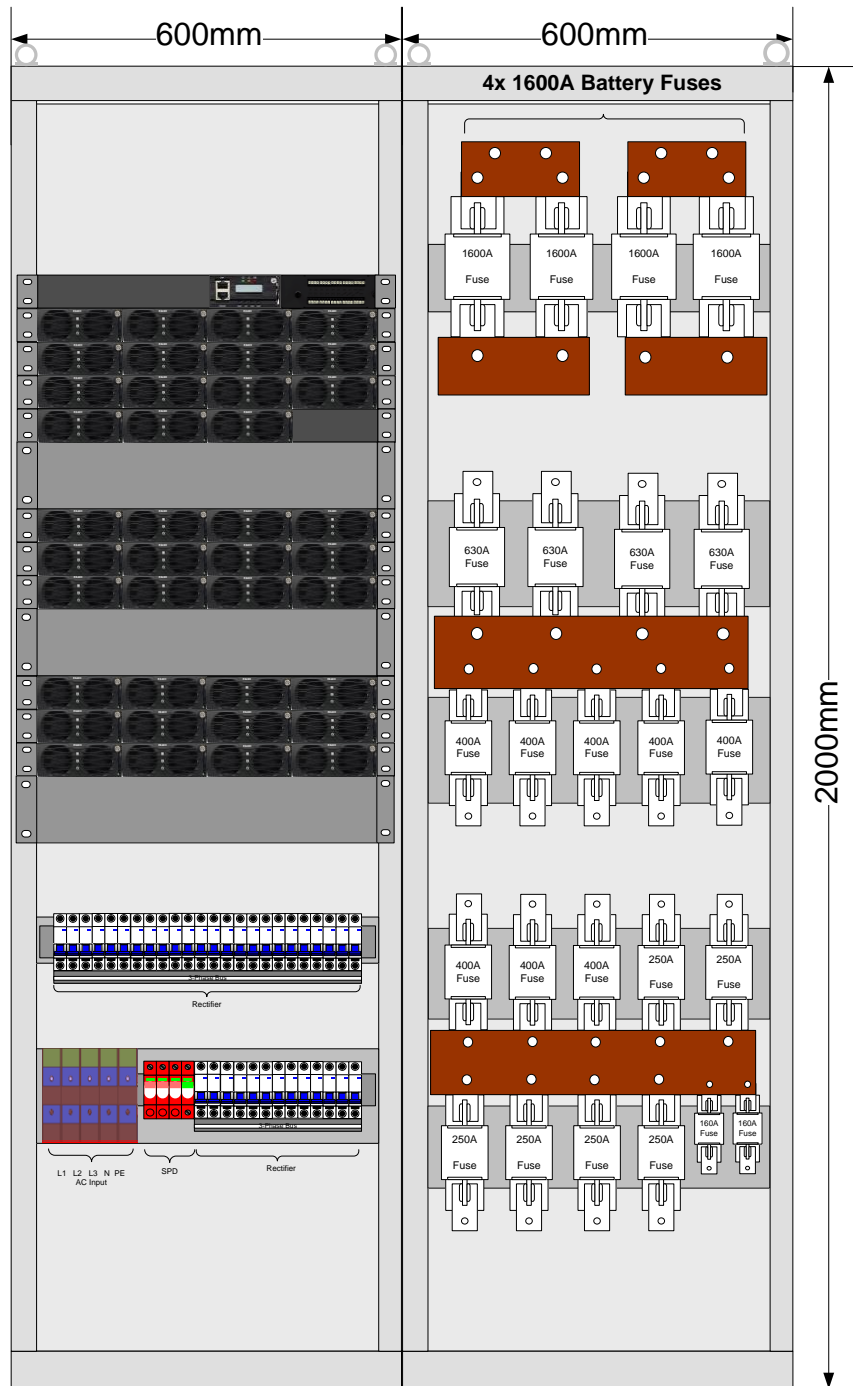 600mm
600mm
4x 1600A Battery Fuses
1600A
Fuse
1600A
Fuse
1600A
Fuse
1600A
Fuse
630A
Fuse
630A
Fuse
630A
Fuse
630A
Fuse
400A
Fuse
400A
Fuse
400A
Fuse
400A
Fuse
400A
Fuse
2000mm
400A
Fuse
400A
Fuse
400A
Fuse
250A
Fuse
250A
Fuse
3-Phase Bus
Rectifier
250A
Fuse
250A
Fuse
250A
Fuse
250A
Fuse
160A
Fuse
160A
Fuse
3-Phase Bus
L1 L2 L3 N PE
AC Input
SPD
Rectifier